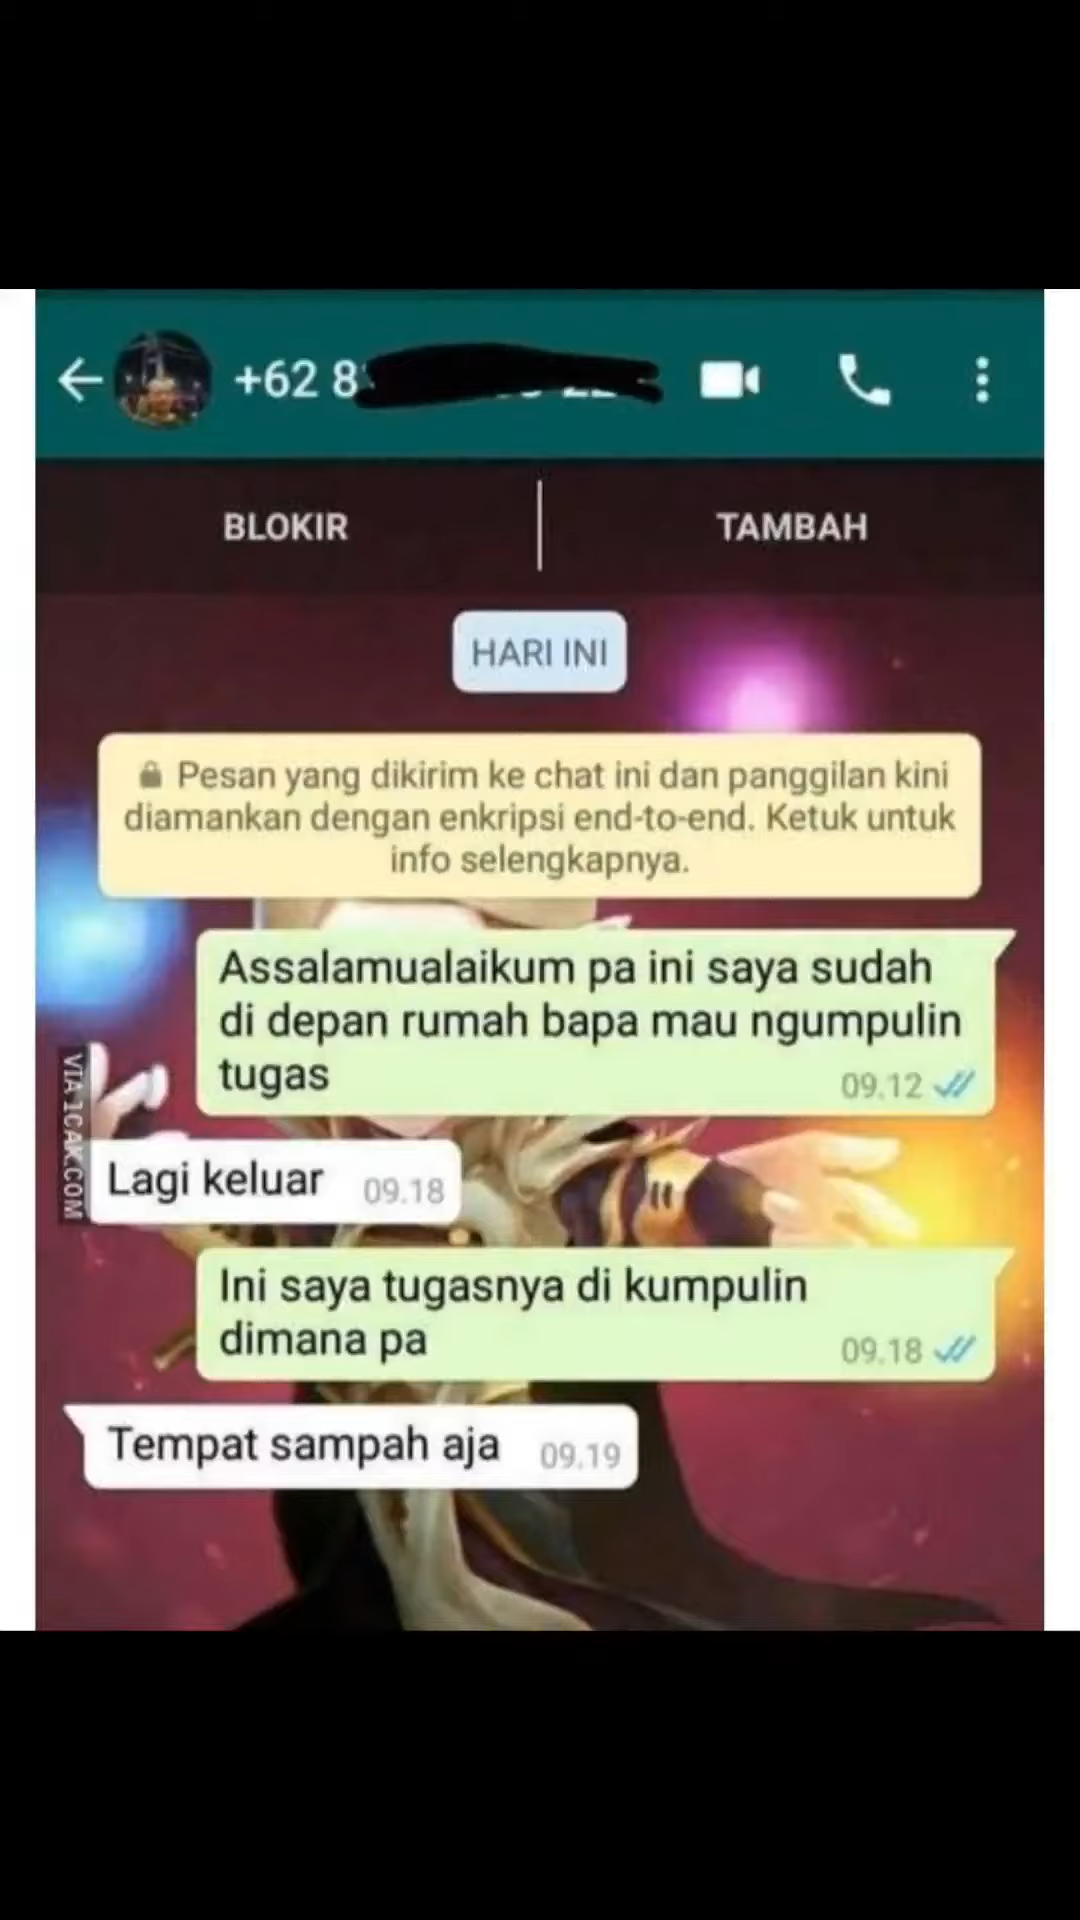 +62 8
BLOKIR
TAMBAH
HARI INI
Pesan yang dikirim ke chat ini dan panggilan kini
diamankan dengan enkripsi end-to-end. Ketuk untuk
info selengkapnya.
Assalamualaikum pa ini saya sudah
di depan rumah bapa mau ngumpulin
tugas
09.12
VIA 1CAK.COM
Lagi keluar 09.18
Ini saya tugasnya di kumpulin
dimana pa
09.18
Tempat sampah aja 09.19